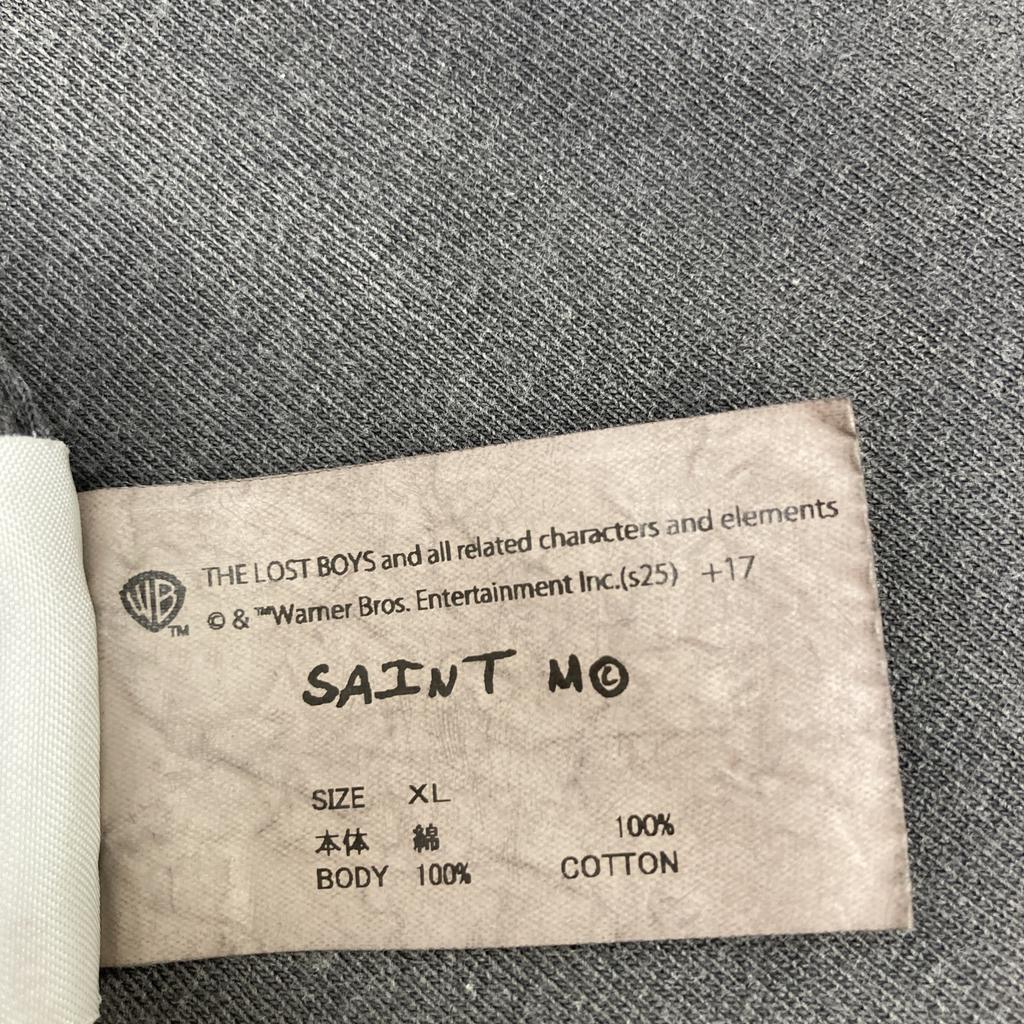 WB TM
THE LOST BOYS and all related characters and elements
© & ™Warner Bros. Entertainment Inc.(s25) +17
SAINT M©
SIZE XL
本体 綿 100%
BODY 100% COTTON